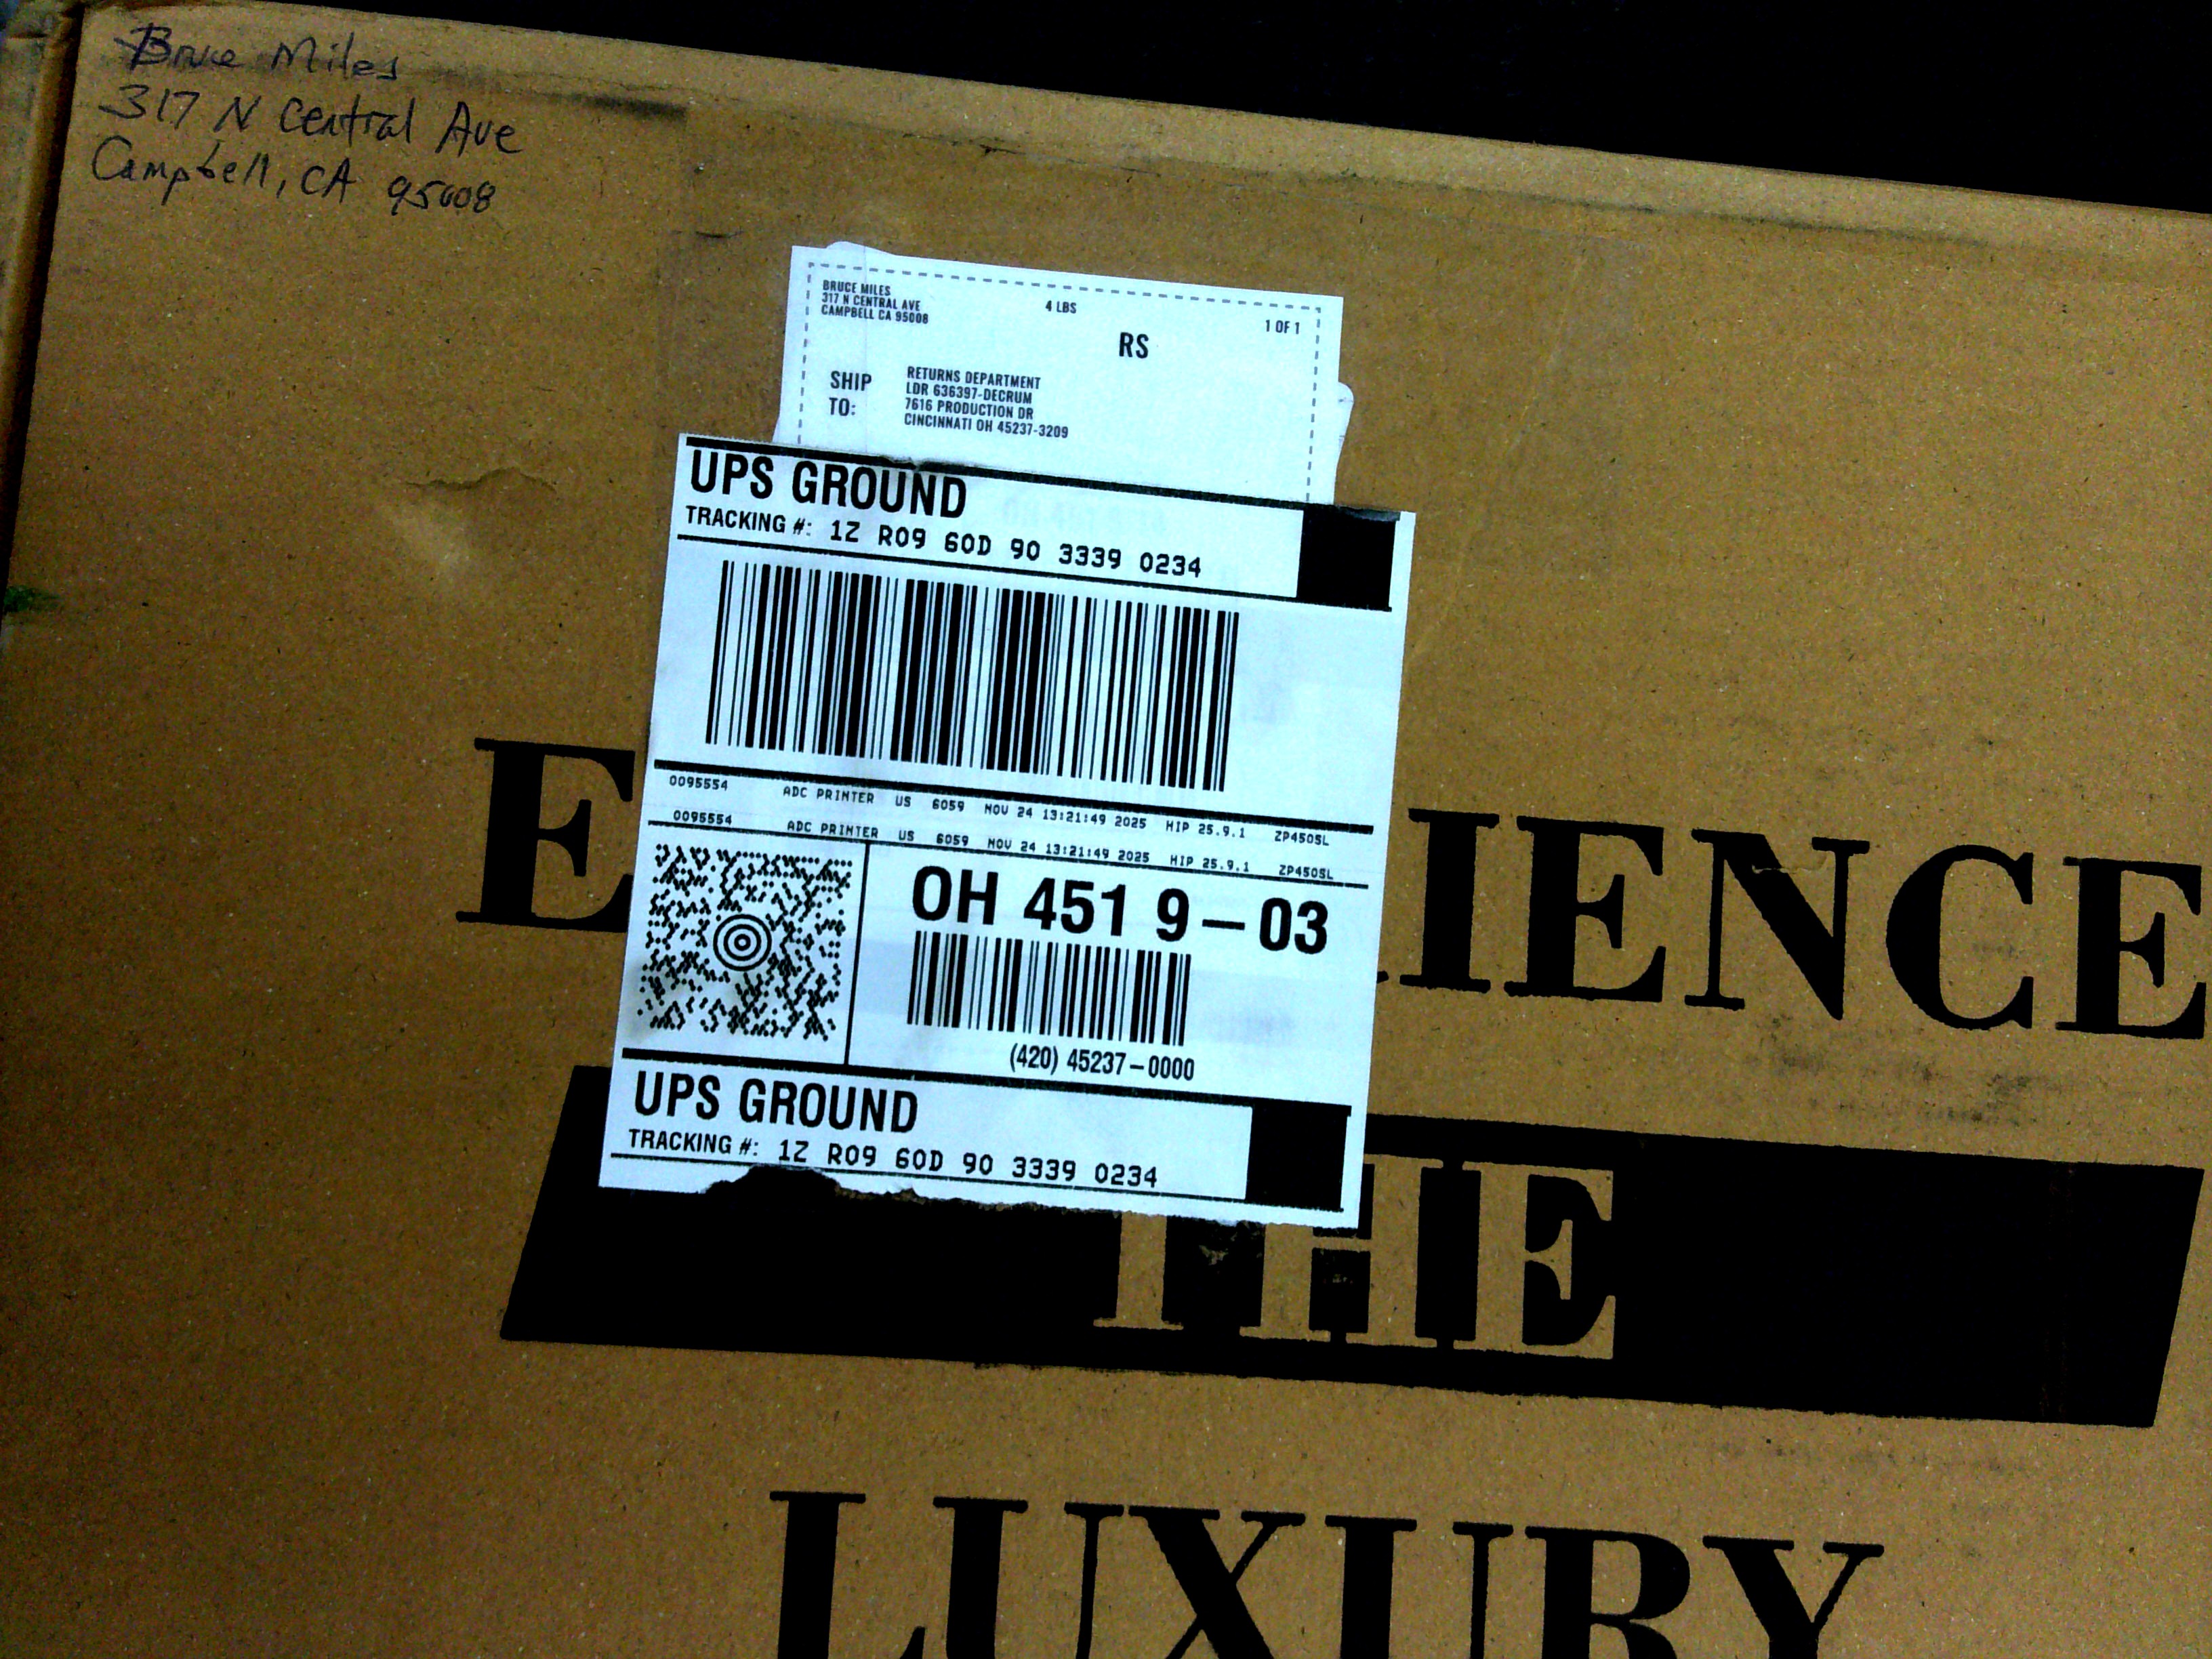 Bruce Miles
317 N Central Ave
Campbell, CA 95008
BRUCE MILES
317 N CENTRAL AVE
CAMPBELL CA 95008
4 LBS
1 OF 1
RS
SHIP
TO:
RETURNS DEPARTMENT
LDR 636397-DECRUM
7616 PRODUCTION DR
CINCINNATI OH 45237-3209
UPS GROUND
TRACKING #: 1Z R09 60D 90 3339 0234
0095554 ADC PRINTER US 6059 NOV 24 13:21:49 2025 HIP 25.9.1 ZP450SL
0095554 ADC PRINTER US 6059 NOV 24 13:21:49 2025 HIP 25.9.1 ZP450SL
OH 451 9-03
(420) 45237-0000
UPS GROUND
TRACKING #: 1Z R09 60D 90 3339 0234
THE
LUXURY